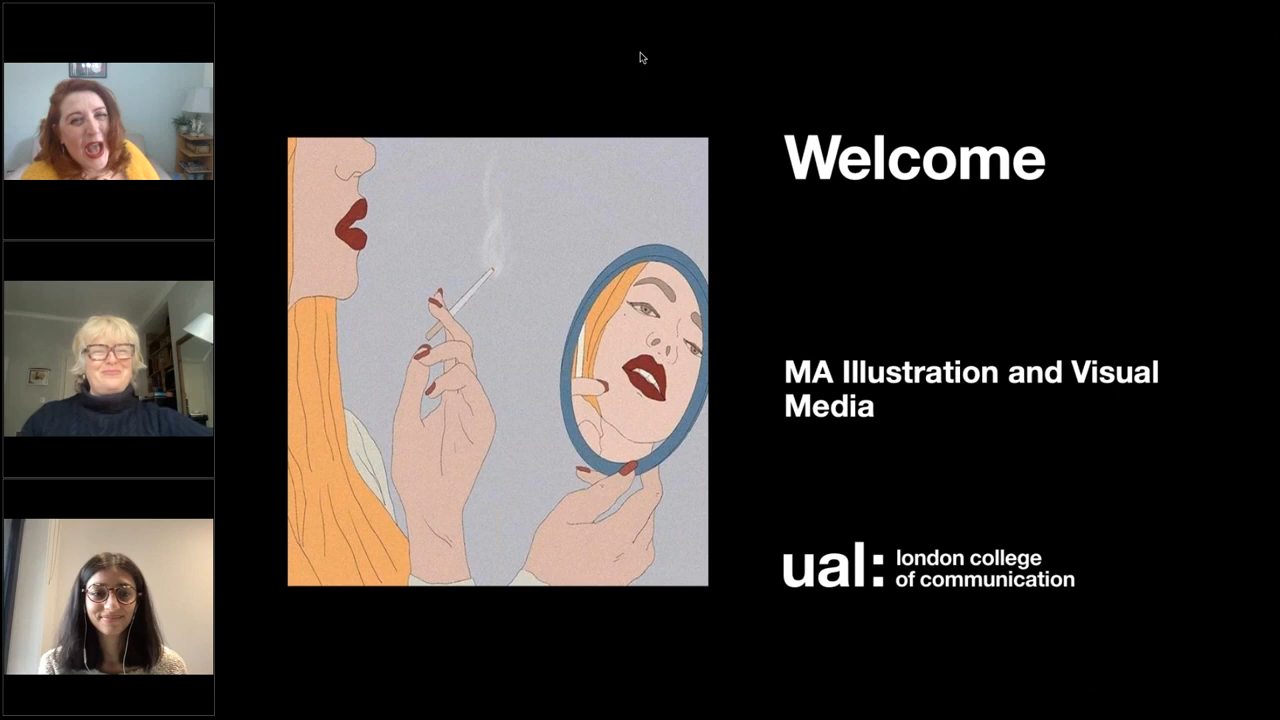 Welcome
MA Illustration and Visual
Media
ual: london college
of communication